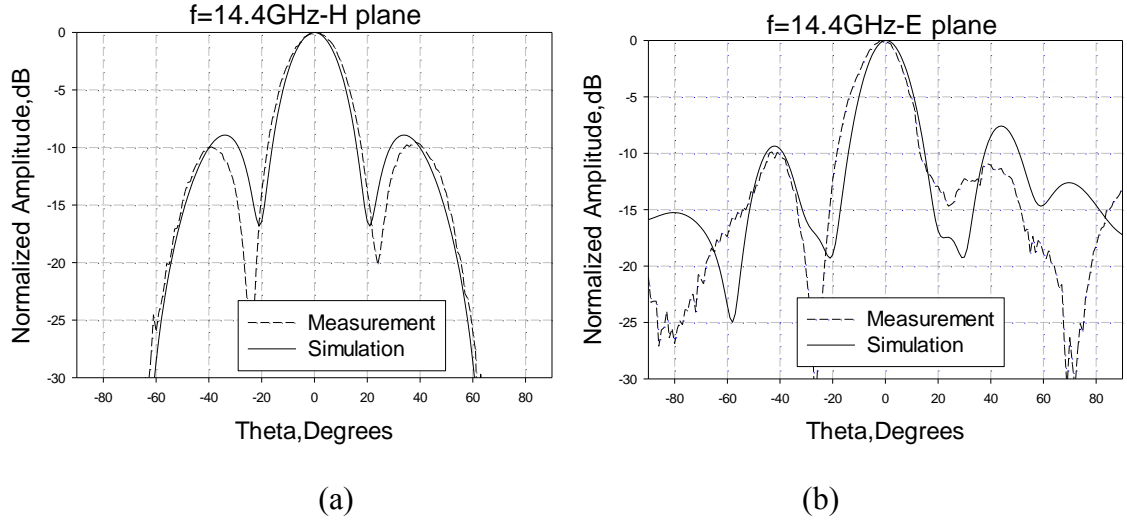 f=14.4GHz-H plane
Normalized Amplitude,dB
0
-5
-10
-15
-20
-25
-30
-80 -60 -40 -20 0 20 40 60 80
Theta,Degrees
Measurement
Simulation
(a)
f=14.4GHz-E plane
Normalized Amplitude,dB
0
-5
-10
-15
-20
-25
-30
-80 -60 -40 -20 0 20 40 60 80
Theta,Degrees
Measurement
Simulation
(b)